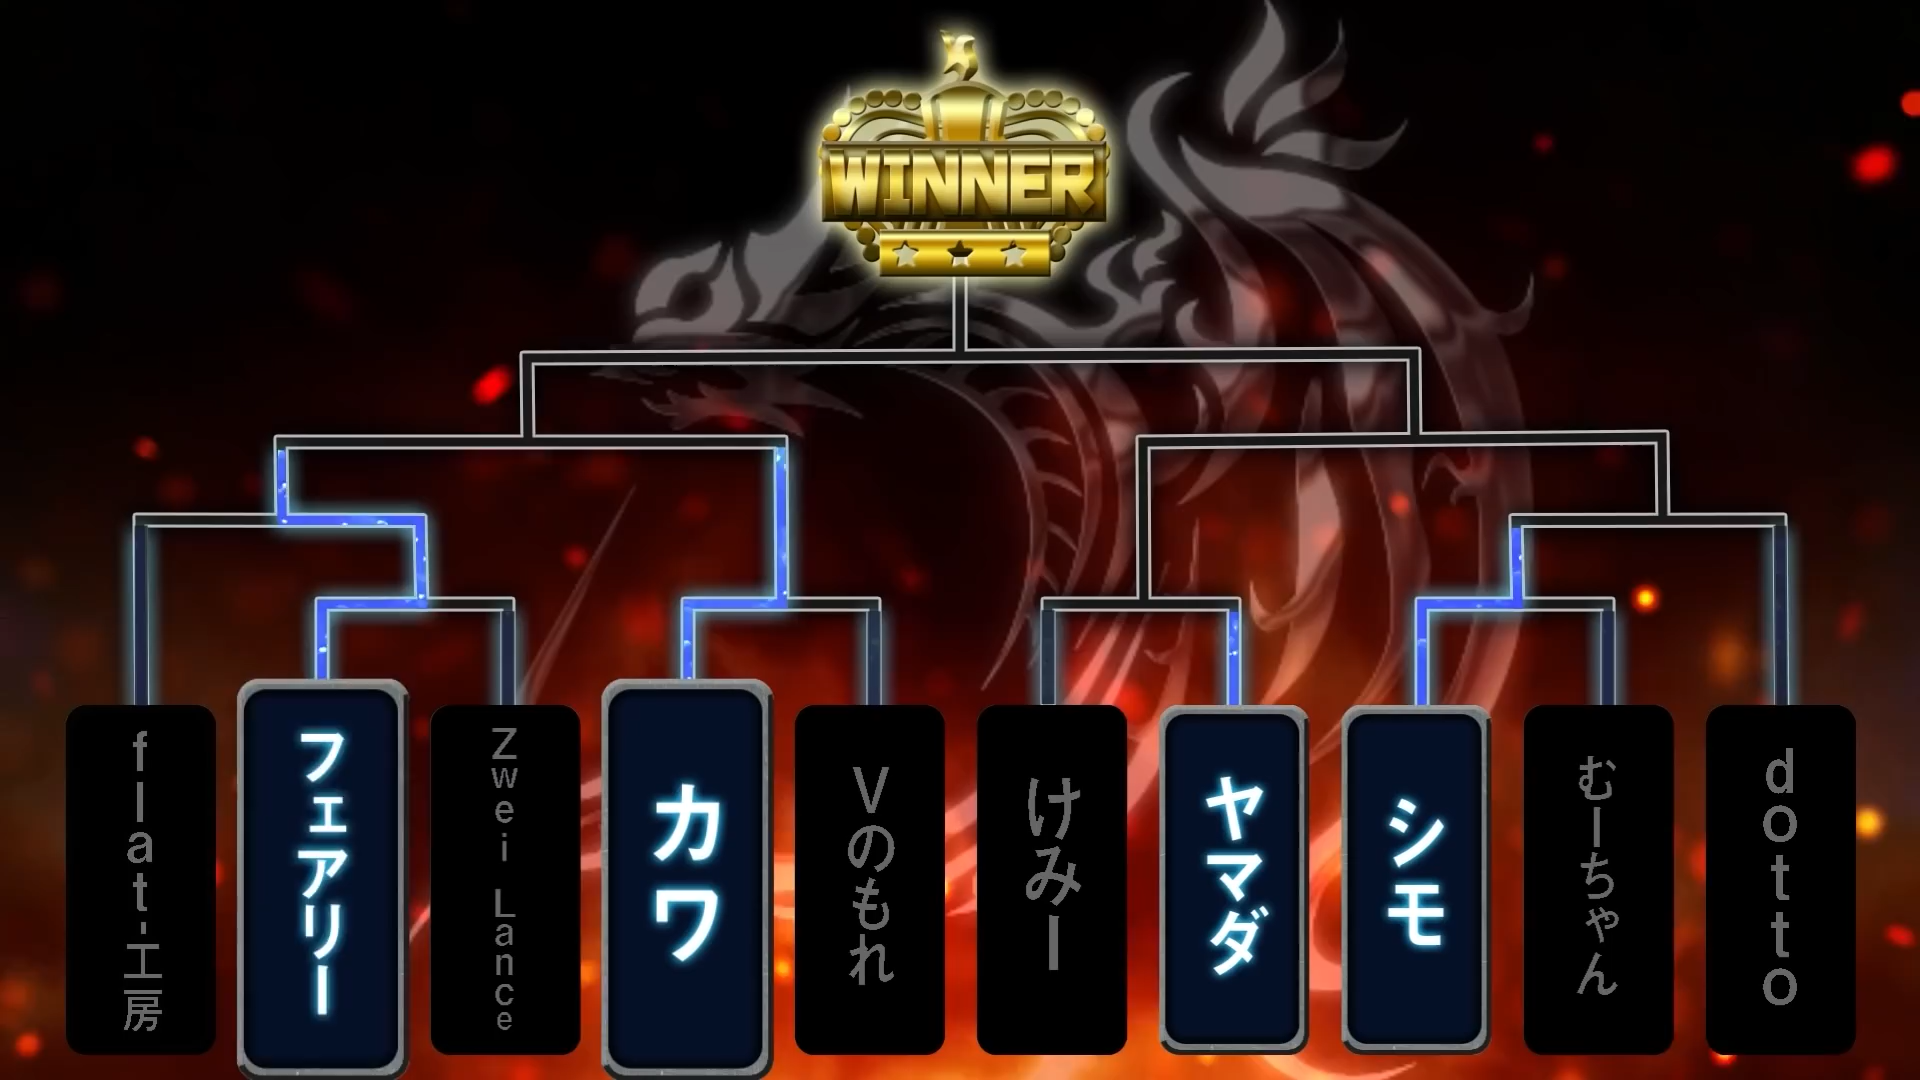 WINNER
flat-工房
フェアリー
Zwei Lance
カワ
Vのもれ
けみー
ヤマダ
シモ
むーちゃん
dotto